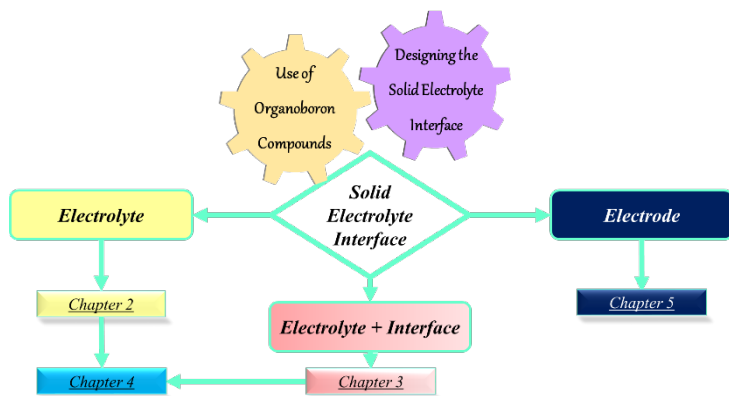 Use of
Organoboron
Compounds
Designing the
Solid Electrolyte
Interface
Solid
Electrolyte
Interface
Electrolyte
Electrode
Chapter 2
Chapter 5
Electrolyte + Interface
Chapter 4
Chapter 3